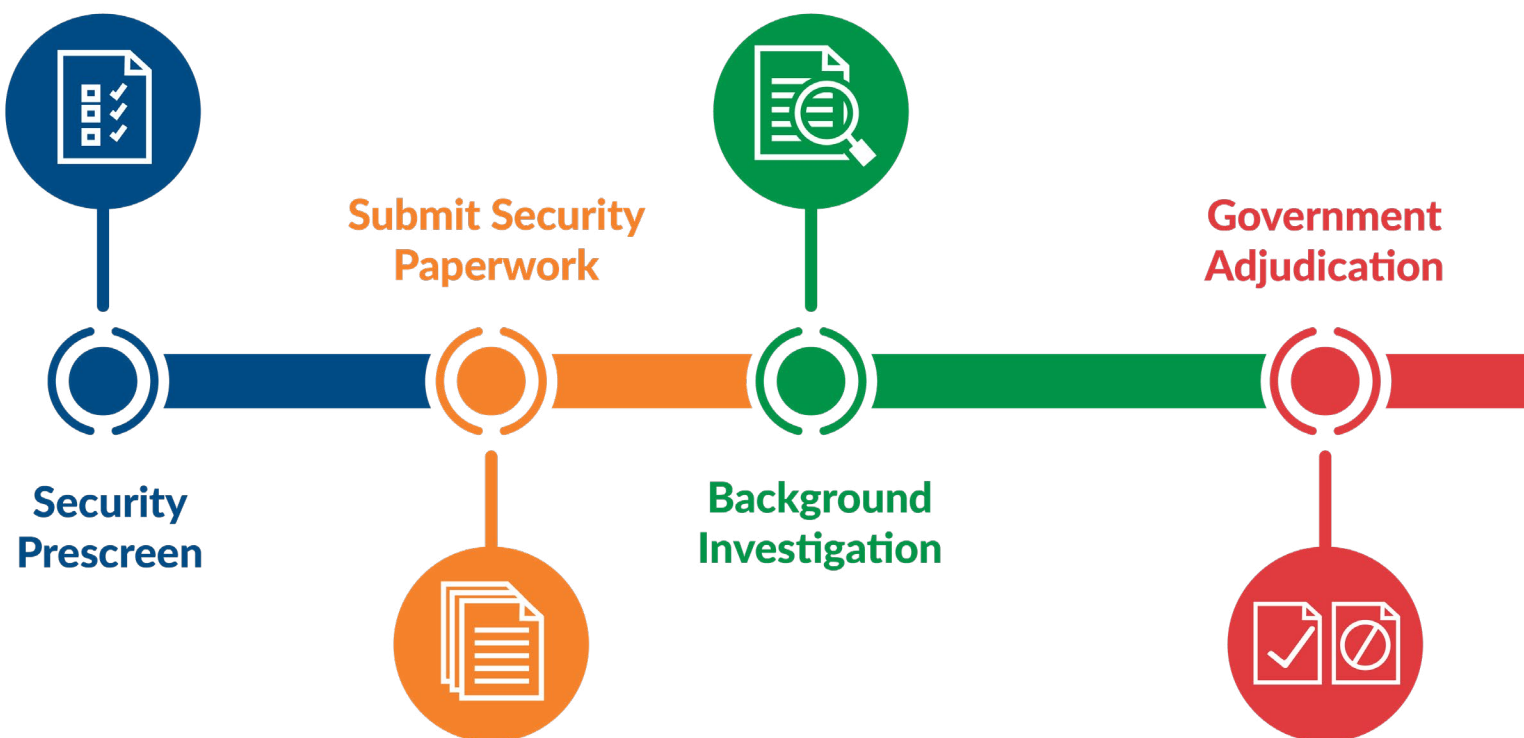 Security
Prescreen
Submit Security
Paperwork
Background
Investigation
Government
Adjudication